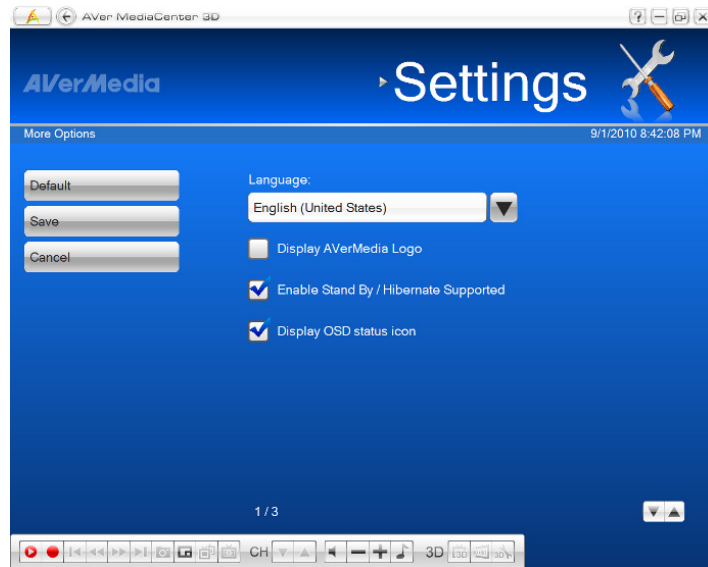 AVer MediaCenter 3D
AVerMedia
Settings
More Options
9/1/2010 8:42:08 PM
Default
Save
Cancel
Language:
English (United States)
Display AVerMedia Logo
Enable Stand By / Hibernate Supported
Display OSD status icon
1 / 3
CH
3D